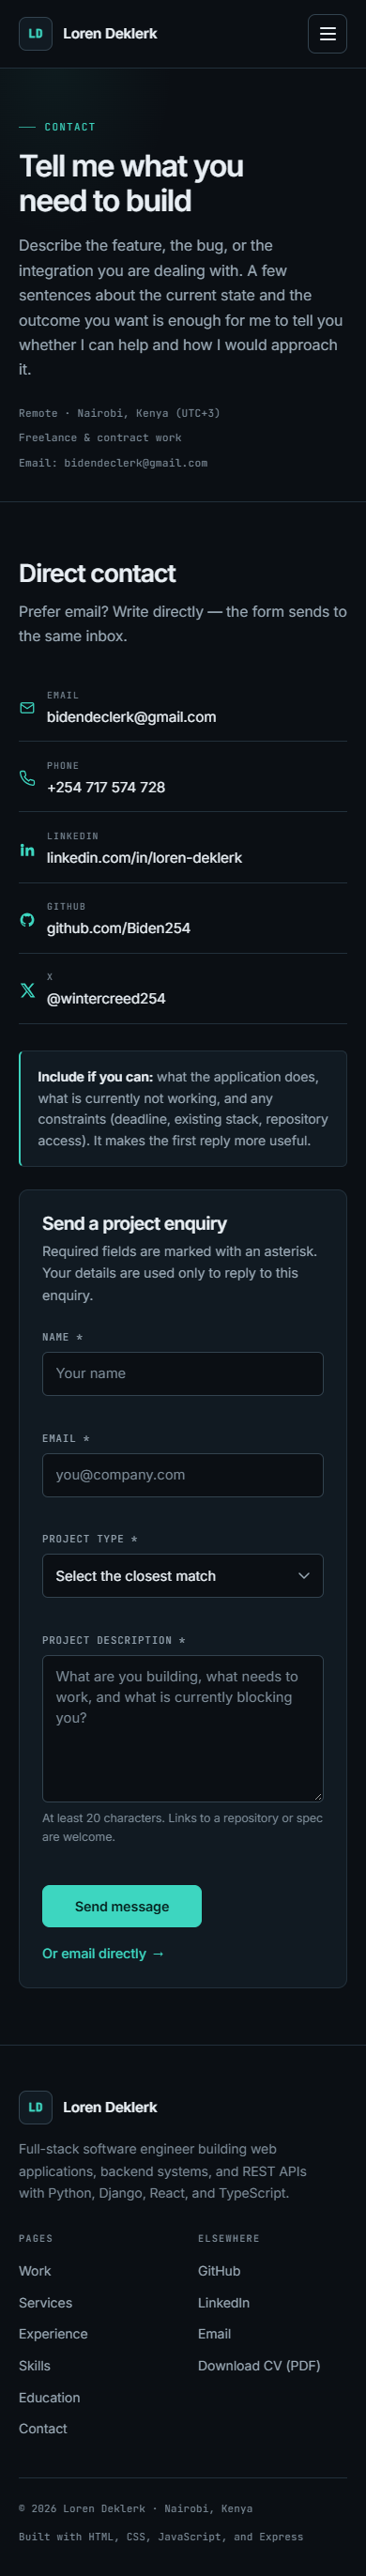 LD Loren Deklerk
CONTACT
Tell me what you
need to build
Describe the feature, the bug, or the
integration you are dealing with. A few
sentences about the current state and the
outcome you want is enough for me to tell you
whether I can help and how I would approach
it.
Remote · Nairobi, Kenya (UTC+3)
Freelance & contract work
Email: bidendeclerk@gmail.com
Direct contact
Prefer email? Write directly — the form sends to
the same inbox.
EMAIL
bidendeclerk@gmail.com
PHONE
+254 717 574 728
LINKEDIN
linkedin.com/in/loren-deklerk
GITHUB
github.com/Biden254
X
@wintercreed254
Include if you can: what the application does,
what is currently not working, and any
constraints (deadline, existing stack, repository
access). It makes the first reply more useful.
Send a project enquiry
Required fields are marked with an asterisk.
Your details are used only to reply to this
enquiry.
NAME *
Your name
EMAIL *
you@company.com
PROJECT TYPE *
Select the closest match
PROJECT DESCRIPTION *
What are you building, what needs to
work, and what is currently blocking
you?
At least 20 characters. Links to a repository or spec
are welcome.
Send message
Or email directly →
LD Loren Deklerk
Full-stack software engineer building web
applications, backend systems, and REST APIs
with Python, Django, React, and TypeScript.
PAGES
Work
Services
Experience
Skills
Education
Contact
ELSEWHERE
GitHub
LinkedIn
Email
Download CV (PDF)
© 2026 Loren Deklerk · Nairobi, Kenya
Built with HTML, CSS, JavaScript, and Express